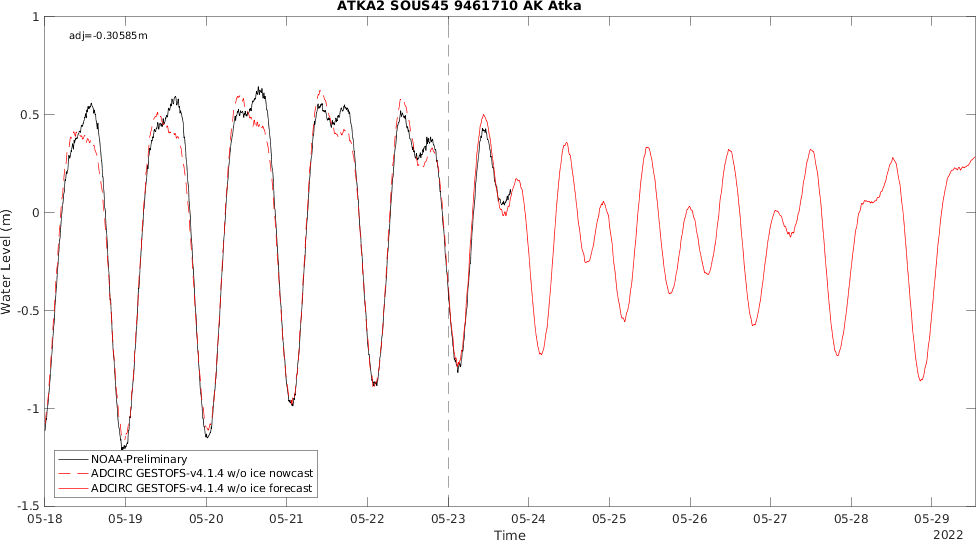 ATKA2 SOUS45 9461710 AK Atka
adj=-0.30585m
1
0.5
0
-0.5
-1
-1.5
Water Level (m)
NOAA-Preliminary
ADCIRC GESTOFS-v4.1.4 w/o ice nowcast
ADCIRC GESTOFS-v4.1.4 w/o ice forecast
05-18 05-19 05-20 05-21 05-22 05-23 05-24 05-25 05-26 05-27 05-28 05-29
Time
2022